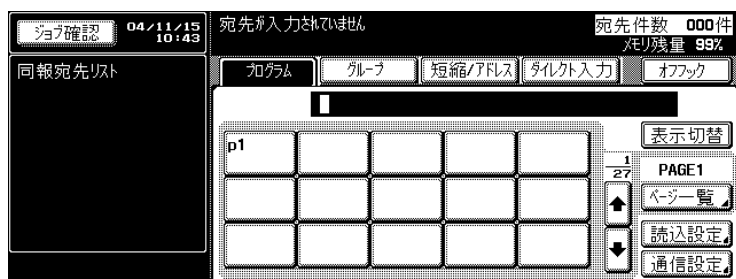 ジョブ確認
04/11/15
10:43
宛先が入力されていません
宛先件数 000件
メモリ残量 99%
同報宛先リスト
プログラム
グループ
短縮/アドレス
ダイレクト入力
オフフック
表示切替
p1
1
27
PAGE1
ページ一覧
読込設定
通信設定